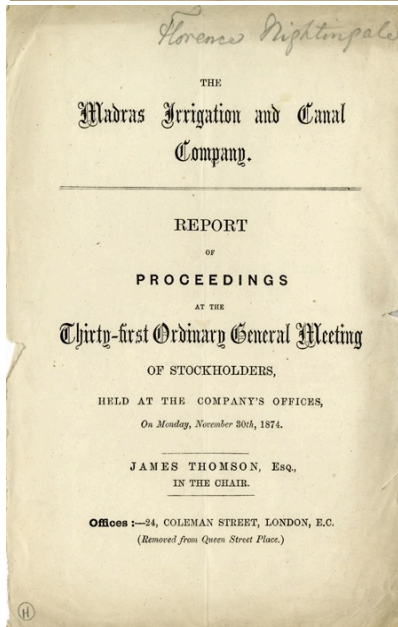 Florence Nightingale
THE
Madras Irrigation and Canal
Company.
REPORT
OF
PROCEEDINGS
AT THE
Thirty-first Ordinary General Meeting
OF STOCKHOLDERS,
HELD AT THE COMPANY'S OFFICES,
On Monday, November 30th, 1874.
JAMES THOMSON, Esq.,
IN THE CHAIR.
Offices :—24, COLEMAN STREET, LONDON, E.C.
(Removed from Queen Street Place.)
H